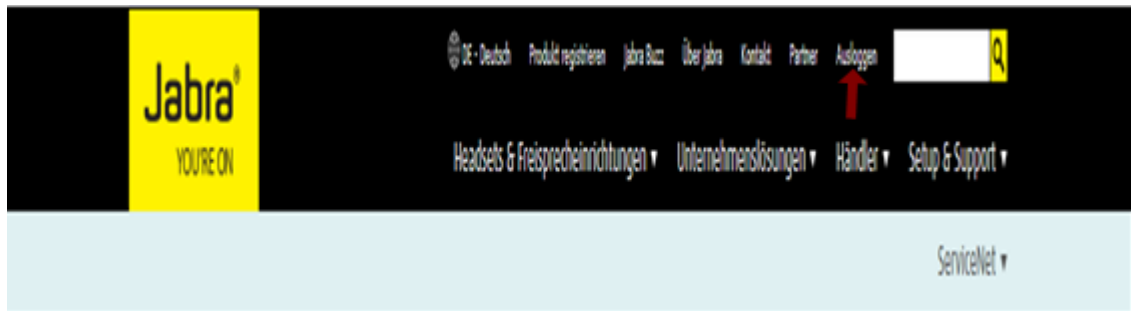 Jabra®
YOU'RE ON
DE - Deutsch Produkt registrieren Jabra Buzz Über Jabra Kontakt Partner Ausloggen
Headsets & Freisprecheinrichtungen ▾ Unternehmenslösungen ▾ Händler ▾ Setup & Support ▾
ServiceNet ▾